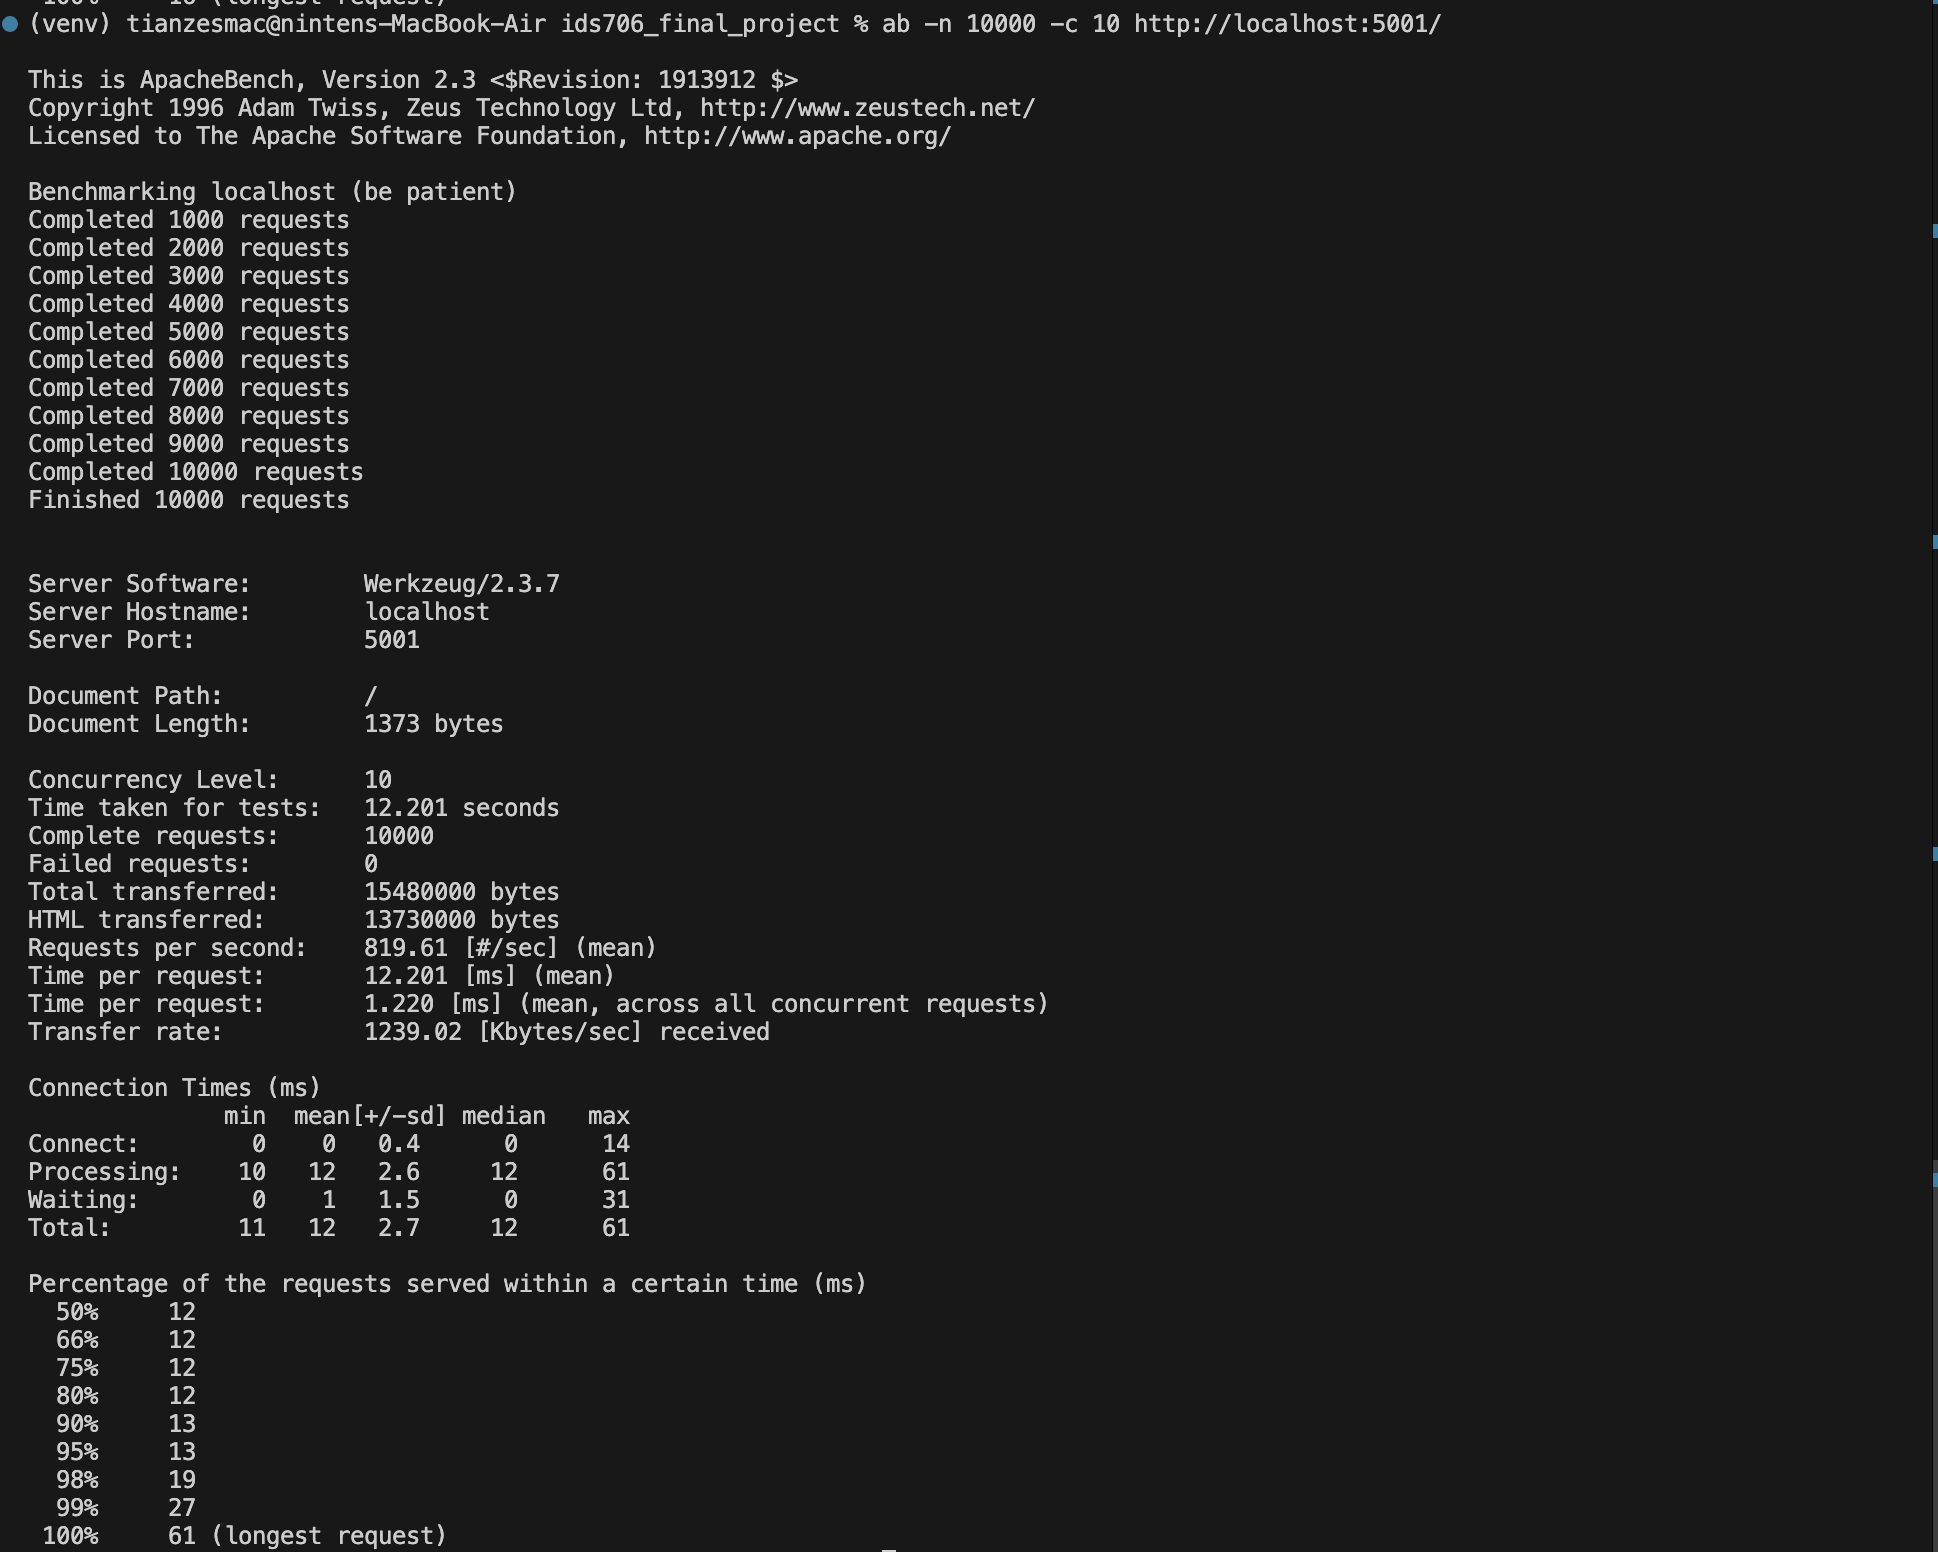 100%     16 (longest request)
(venv) tianzesmac@nintens-MacBook-Air ids706_final_project % ab -n 10000 -c 10 http://localhost:5001/
This is ApacheBench, Version 2.3 <$Revision: 1913912 $>
Copyright 1996 Adam Twiss, Zeus Technology Ltd, http://www.zeustech.net/
Licensed to The Apache Software Foundation, http://www.apache.org/
Benchmarking localhost (be patient)
Completed 1000 requests
Completed 2000 requests
Completed 3000 requests
Completed 4000 requests
Completed 5000 requests
Completed 6000 requests
Completed 7000 requests
Completed 8000 requests
Completed 9000 requests
Completed 10000 requests
Finished 10000 requests
Server Software:        Werkzeug/2.3.7
Server Hostname:        localhost
Server Port:            5001
Document Path:          /
Document Length:        1373 bytes
Concurrency Level:      10
Time taken for tests:   12.201 seconds
Complete requests:      10000
Failed requests:        0
Total transferred:      15480000 bytes
HTML transferred:       13730000 bytes
Requests per second:    819.61 [#/sec] (mean)
Time per request:       12.201 [ms] (mean)
Time per request:       1.220 [ms] (mean, across all concurrent requests)
Transfer rate:          1239.02 [Kbytes/sec] received
Connection Times (ms)
              min  mean[+/-sd] median   max
Connect:        0    0   0.4      0      14
Processing:    10   12   2.6     12      61
Waiting:        0    1   1.5      0      31
Total:         11   12   2.7     12      61
Percentage of the requests served within a certain time (ms)
  50%     12
  66%     12
  75%     12
  80%     12
  90%     13
  95%     13
  98%     19
  99%     27
 100%     61 (longest request)